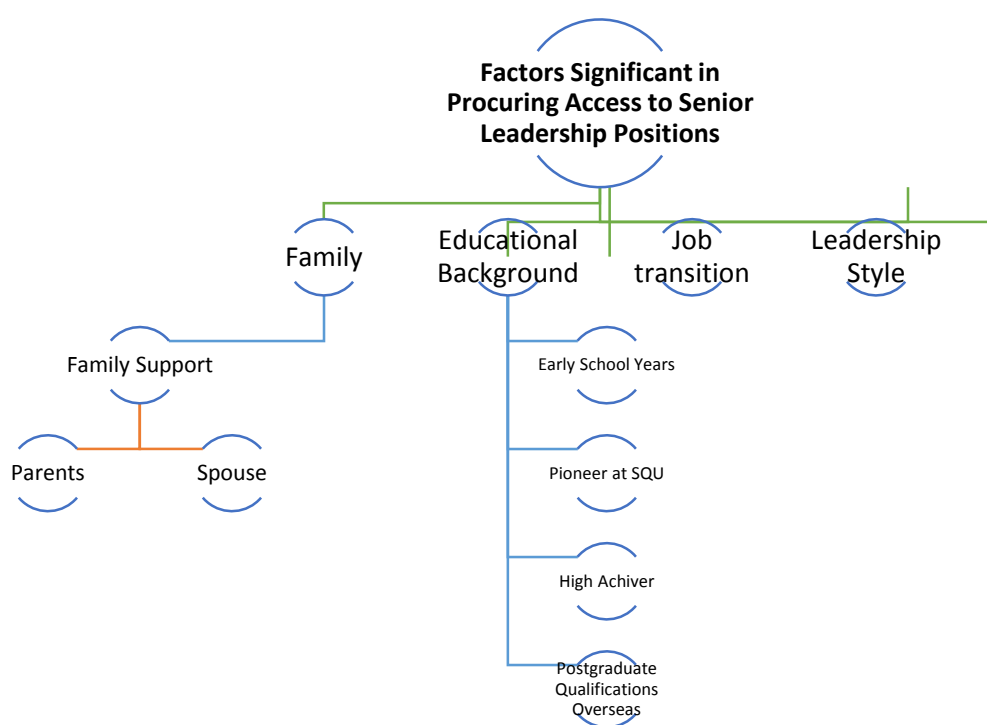 Factors Significant in
Procuring Access to Senior
Leadership Positions
Family
Educational
Background
Job
transition
Leadership
Style
Family Support
Parents
Spouse
Early School Years
Pioneer at SQU
High Achiver
Postgraduate
Qualifications
Overseas